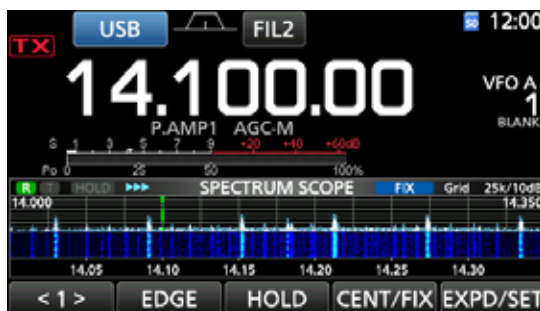 USB FIL2 SD 12:00
TX
14.100.00
VFO A
1
BLANK
P.AMP1 AGC-M
S 1 3 5 7 9 +20 +40 +60dB
Po 0 25 50 100%
R T HOLD SPECTRUM SCOPE FIX Grid 25k/10dB
14.000 14.350
14.05 14.10 14.15 14.20 14.25 14.30
< 1 > EDGE HOLD CENT/FIX EXPD/SET